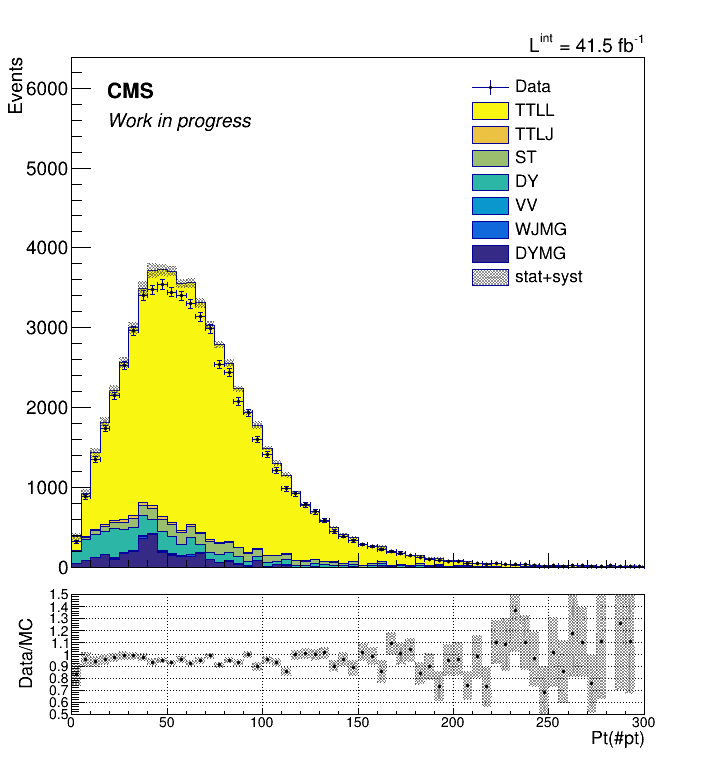 L^int = 41.5 fb^-1
Events
CMS
Work in progress
Data
TTLL
TTLJ
ST
DY
VV
WJMG
DYMG
stat+syst
6000
5000
4000
3000
2000
1000
0
Data/MC
1.5
1.4
1.3
1.2
1.1
1
0.9
0.8
0.7
0.6
0.5
0 50 100 150 200 250 300
Pt(#pt)